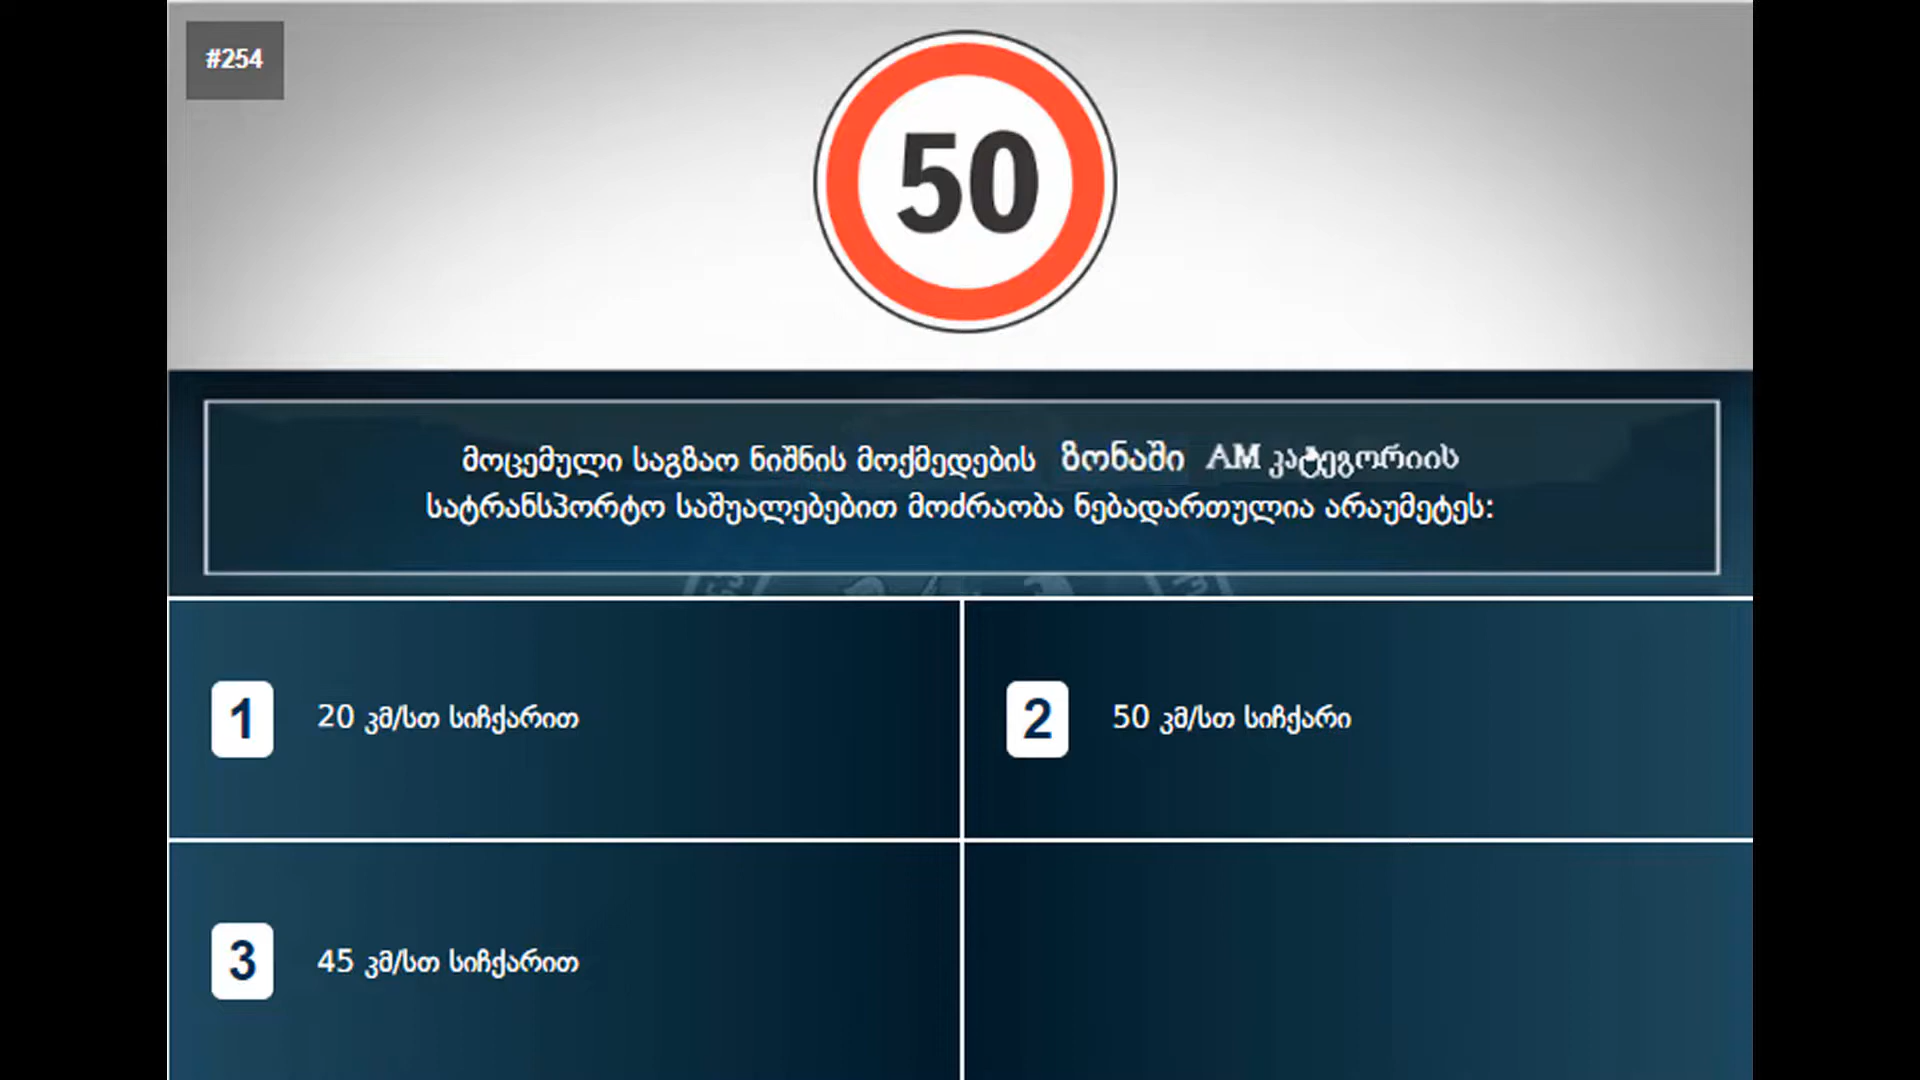 #254
50
მოცემული საგზაო ნიშნის მოქმედების ზონაში AM კატეგორიის
სატრანსპორტო საშუალებებით მოძრაობა ნებადართულია არაუმეტეს:
1 20 კმ/სთ სიჩქარით
2 50 კმ/სთ სიჩქარი
3 45 კმ/სთ სიჩქარით